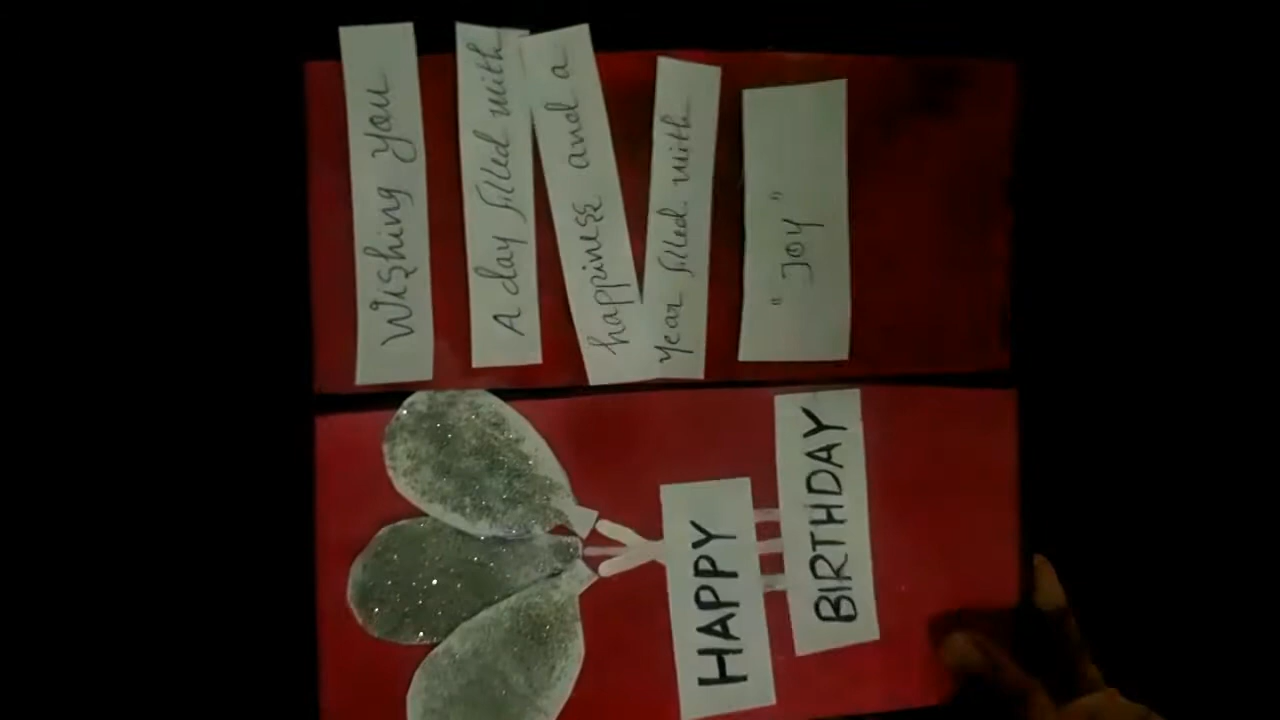 Wishing you
A day filled with
happiness and a
year filled with
"JOY"
HAPPY
BIRTHDAY